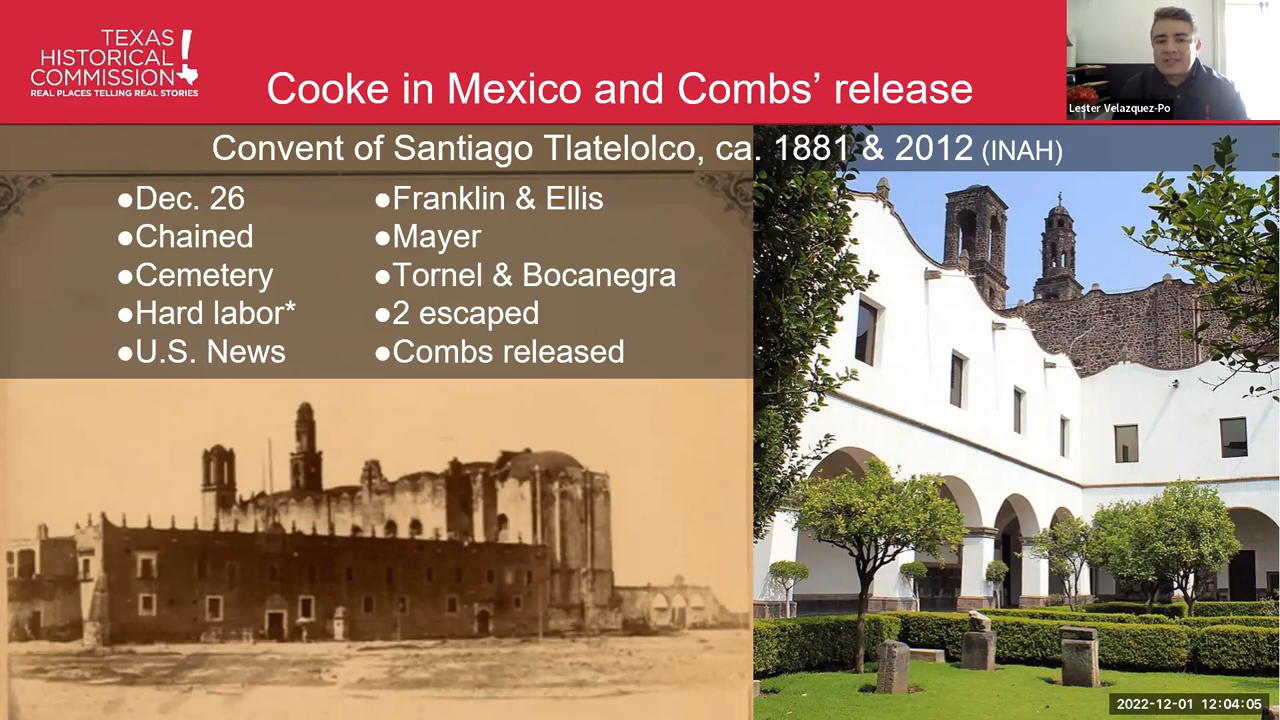 TEXAS
HISTORICAL
COMMISSION
REAL PLACES TELLING REAL STORIES
Cooke in Mexico and Combs’ release
Lester Velazquez-Po
Convent of Santiago Tlatelolco, ca. 1881 & 2012 (INAH)
●Dec. 26
●Chained
●Cemetery
●Hard labor*
●U.S. News
●Franklin & Ellis
●Mayer
●Tornel & Bocanegra
●2 escaped
●Combs released
2022-12-01 12:04:05